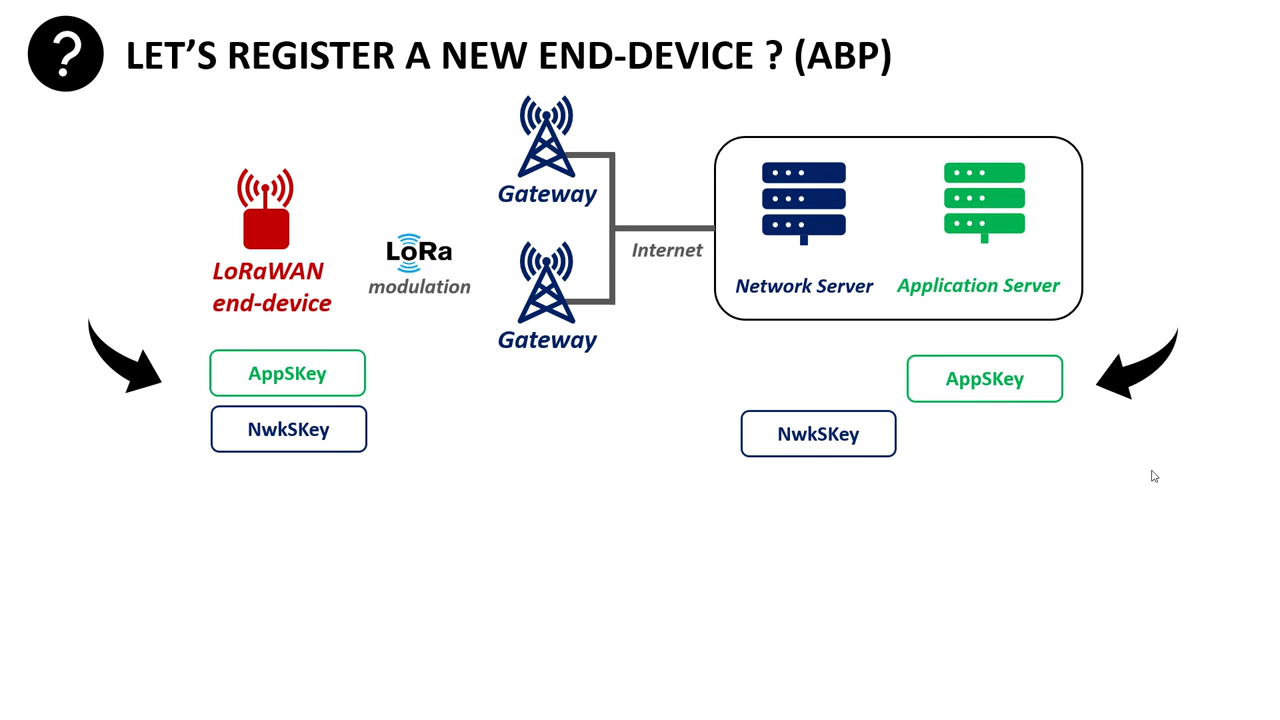 ?
LET’S REGISTER A NEW END-DEVICE ? (ABP)
Gateway
LoRaWAN
end-device
LoRa
modulation
Gateway
Internet
Network Server
Application Server
AppSKey
NwkSKey
AppSKey
NwkSKey